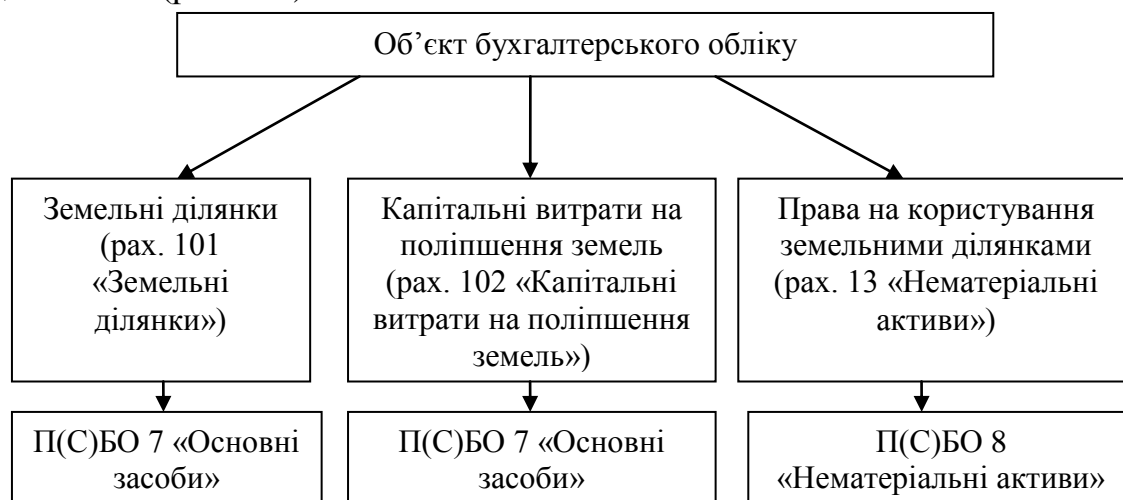 Об’єкт бухгалтерського обліку
Земельні ділянки
(рах. 101
«Земельні
ділянки»)
Капітальні витрати на
поліпшення земель
(рах. 102 «Капітальні
витрати на поліпшення
земель»)
Права на користування
земельними ділянками
(рах. 13 «Нематеріальні
активи»)
П(С)БО 7 «Основні
засоби»
П(С)БО 7 «Основні
засоби»
П(С)БО 8
«Нематеріальні активи»